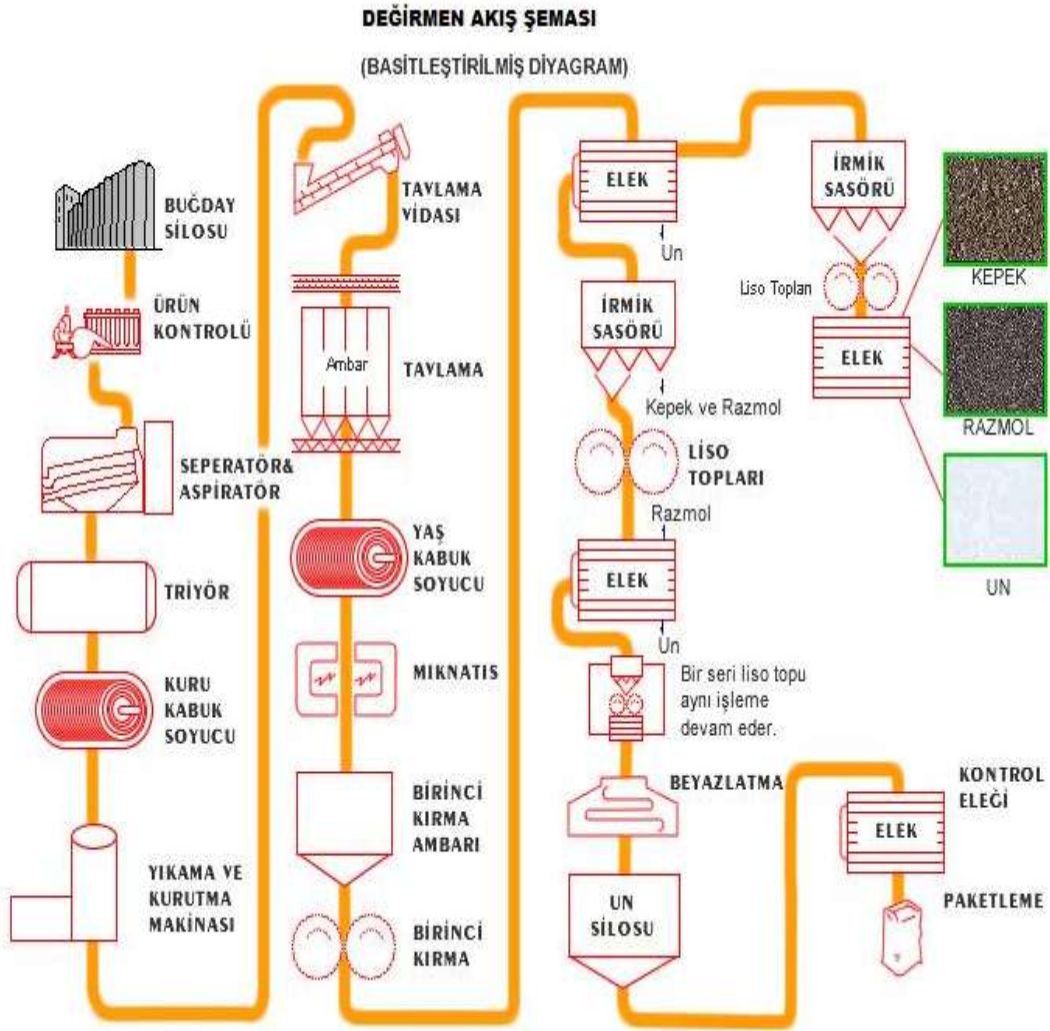 DEĞİRMEN AKIŞ ŞEMASI
(BASİTLEŞTİRİLMİŞ DİYAGRAM)
BUĞDAY
SİLOSU
ÜRÜN
KONTROLÜ
SEPERATÖR&
ASPİRATÖR
TRİYÖR
KURU
KABUK
SOYUCU
YIKAMA VE
KURUTMA
MAKİNASI
TAVLAMA
VİDASI
Ambar
TAVLAMA
YAŞ
KABUK
SOYUCU
MIKNATIS
BİRİNCİ
KIRMA
AMBARI
BİRİNCİ
KIRMA
ELEK
Un
İRMİK
SASÖRÜ
Kepek ve Razmol
LİSO
TOPLARI
Razmol
ELEK
Un
Bir seri liso topu
aynı işleme
devam eder.
BEYAZLATMA
UN
SİLOSU
İRMİK
SASÖRÜ
Liso Topları
ELEK
KEPEK
RAZMOL
UN
KONTROL
ELEĞİ
ELEK
PAKETLEME